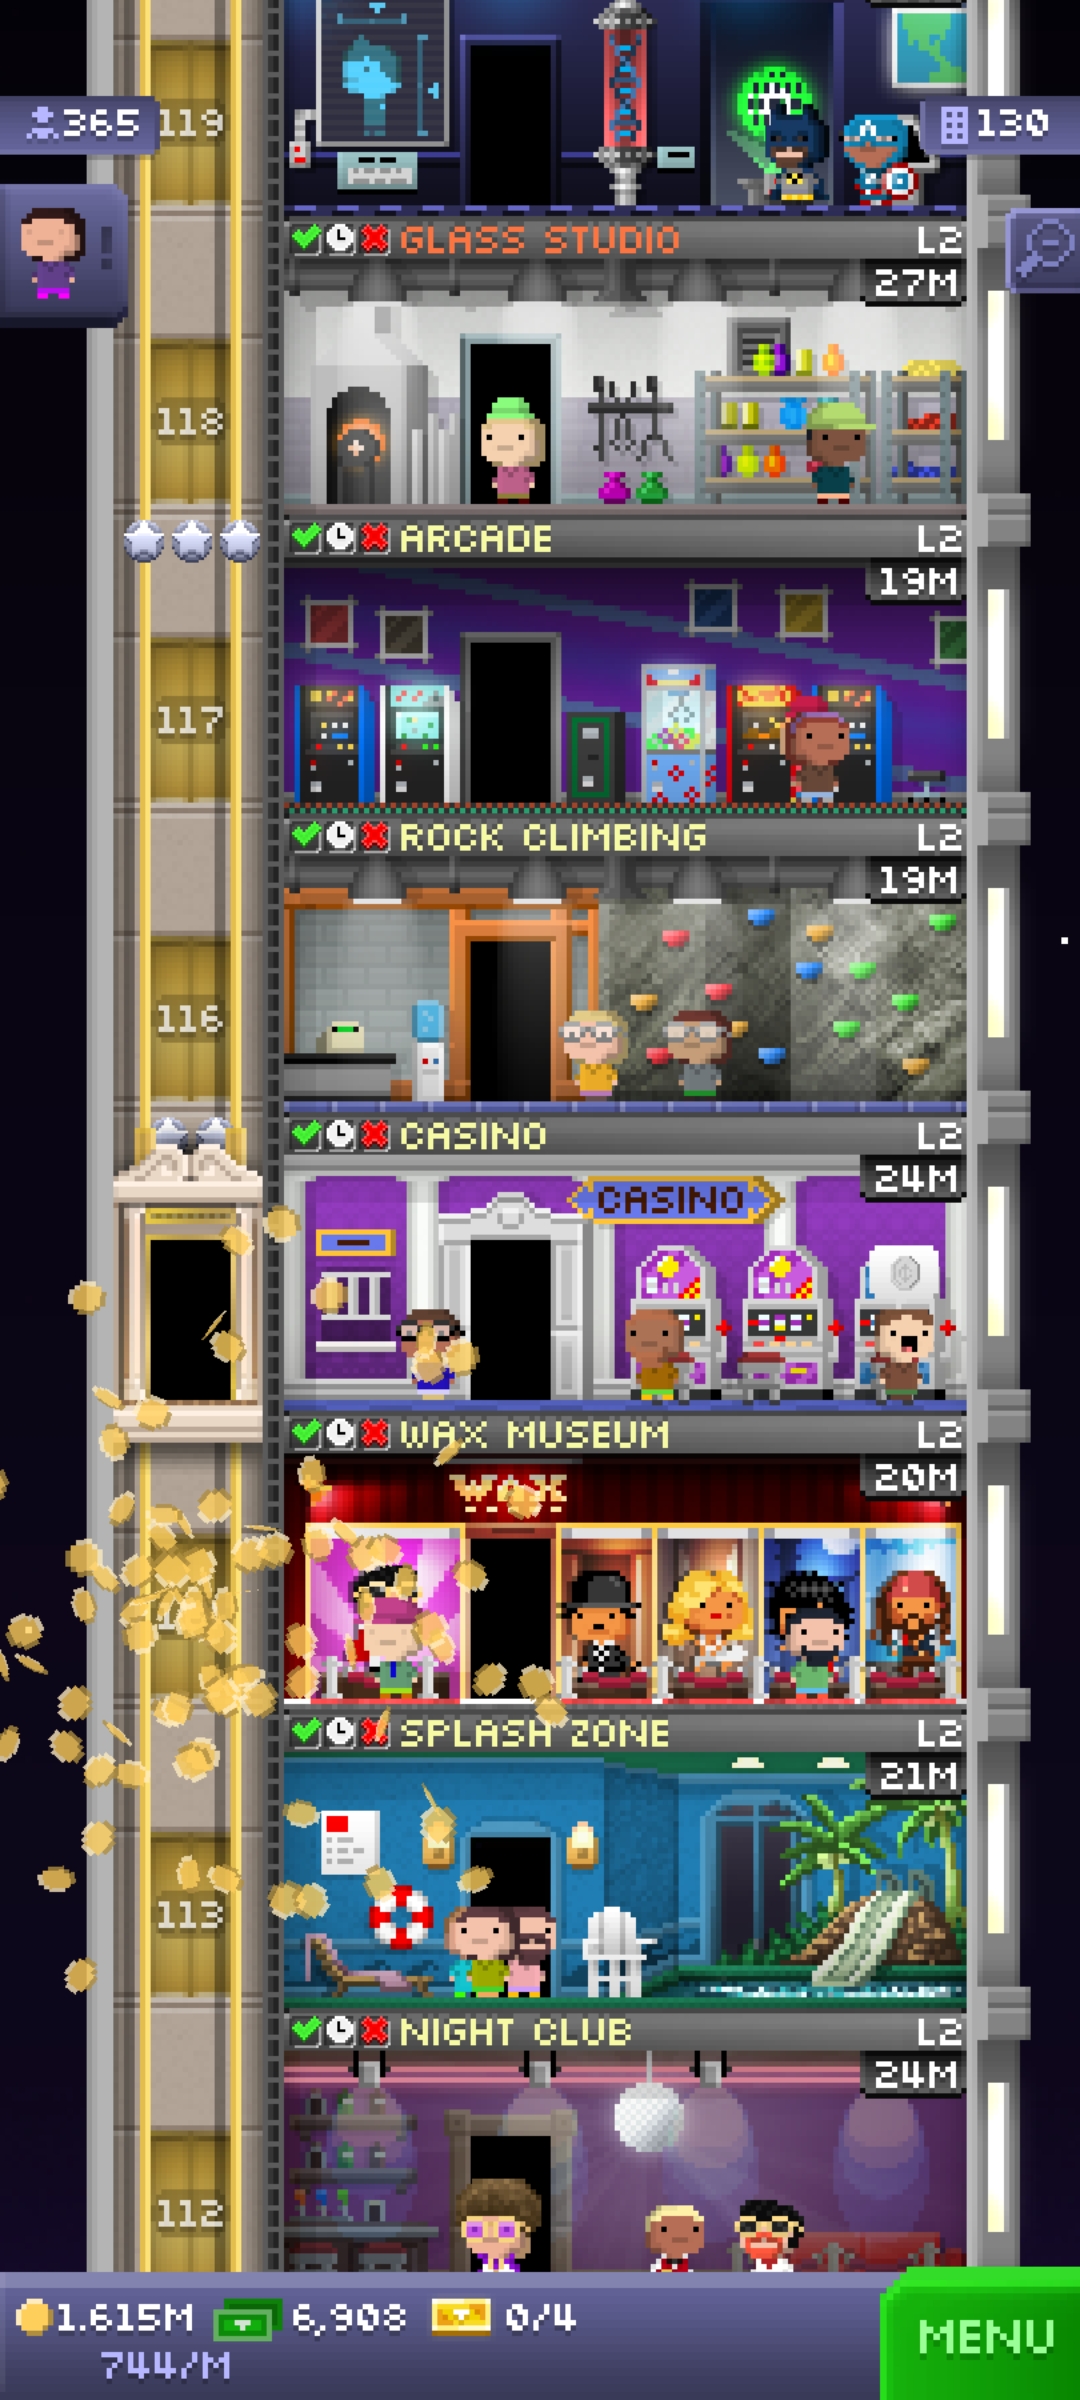 365
119
130
GLASS STUDIO L2
27M
118
ARCADE L2
19M
117
ROCK CLIMBING L2
19M
116
CASINO L2
24M
CASINO
WAX MUSEUM L2
20M
WAX
SPLASH ZONE L2
21M
113
NIGHT CLUB L2
24M
112
1.615M 6,908 0/4
744/M
MENU